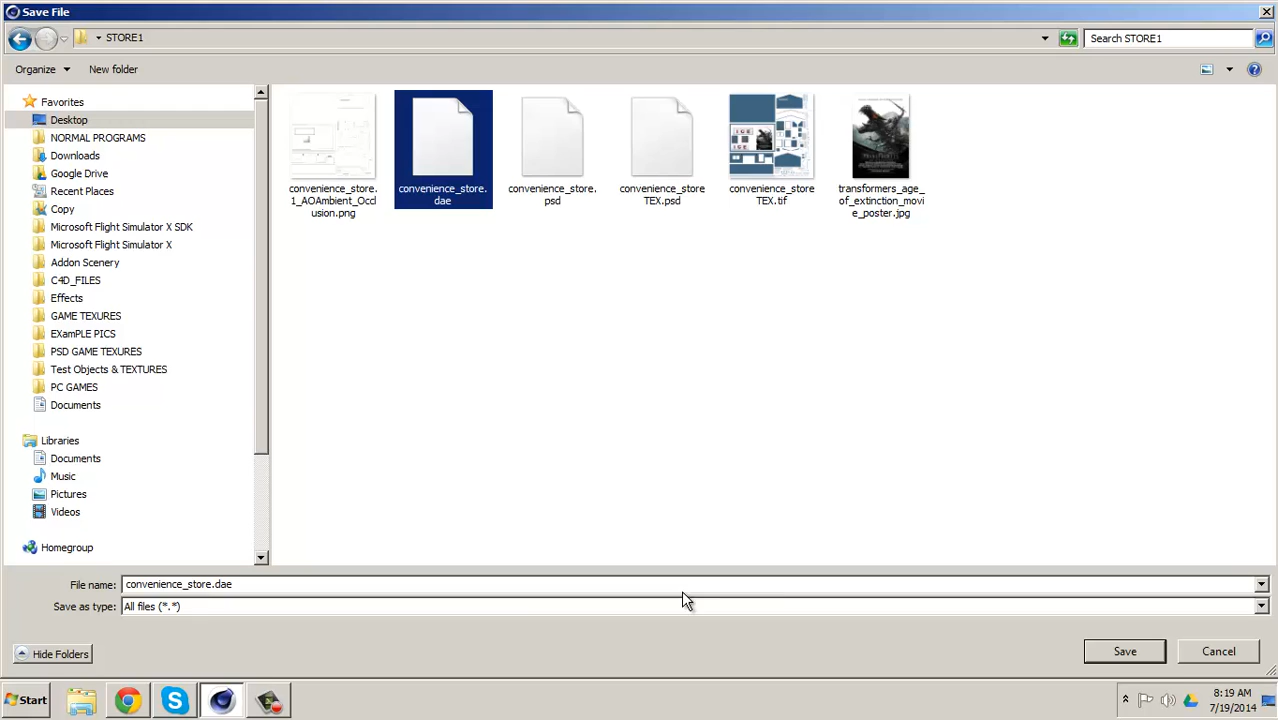 Save File
STORE1
Search STORE1
Organize
New folder
Favorites
Desktop
NORMAL PROGRAMS
Downloads
Google Drive
Recent Places
Copy
Microsoft Flight Simulator X SDK
Microsoft Flight Simulator X
Addon Scenery
C4D_FILES
Effects
GAME TEXURES
EXamPLE PICS
PSD GAME TEXURES
Test Objects & TEXTURES
PC GAMES
Documents
Libraries
Documents
Music
Pictures
Videos
Homegroup
convenience_store.
1_AOAmbient_Occl
usion.png
convenience_store.
dae
convenience_store.
psd
convenience_store
TEX.psd
convenience_store
TEX.tif
transformers_age_
of_extinction_movi
e_poster.jpg
ICE
ICE
File name:
convenience_store.dae
Save as type:
All files (*.*)
Hide Folders
Save
Cancel
Start
8:19 AM
7/19/2014